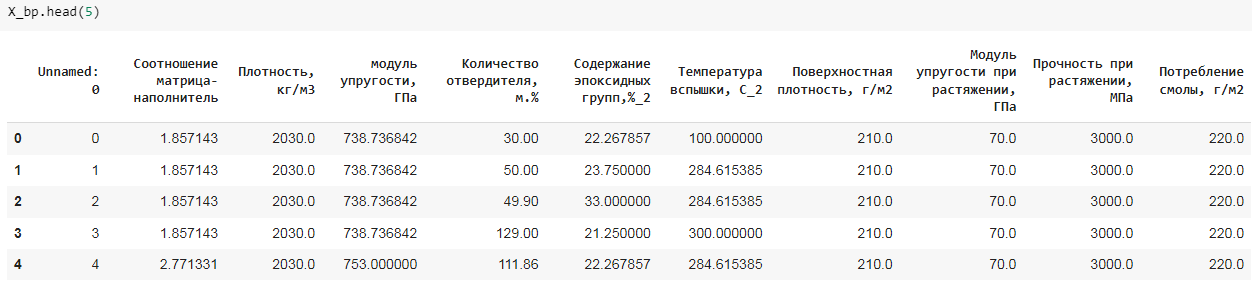 X_bp.head(5)
Unnamed: 0 Соотношение матрица-наполнитель Плотность, кг/м3 модуль упругости, ГПа Количество отвердителя, м.% Содержание эпоксидных групп,%_2 Температура вспышки, С_2 Поверхностная плотность, г/м2 Модуль упругости при растяжении, ГПа Прочность при растяжении, МПа Потребление смолы, г/м2
0 0 1.857143 2030.0 738.736842 30.00 22.267857 100.000000 210.0 70.0 3000.0 220.0
1 1 1.857143 2030.0 738.736842 50.00 23.750000 284.615385 210.0 70.0 3000.0 220.0
2 2 1.857143 2030.0 738.736842 49.90 33.000000 284.615385 210.0 70.0 3000.0 220.0
3 3 1.857143 2030.0 738.736842 129.00 21.250000 300.000000 210.0 70.0 3000.0 220.0
4 4 2.771331 2030.0 753.000000 111.86 22.267857 284.615385 210.0 70.0 3000.0 220.0